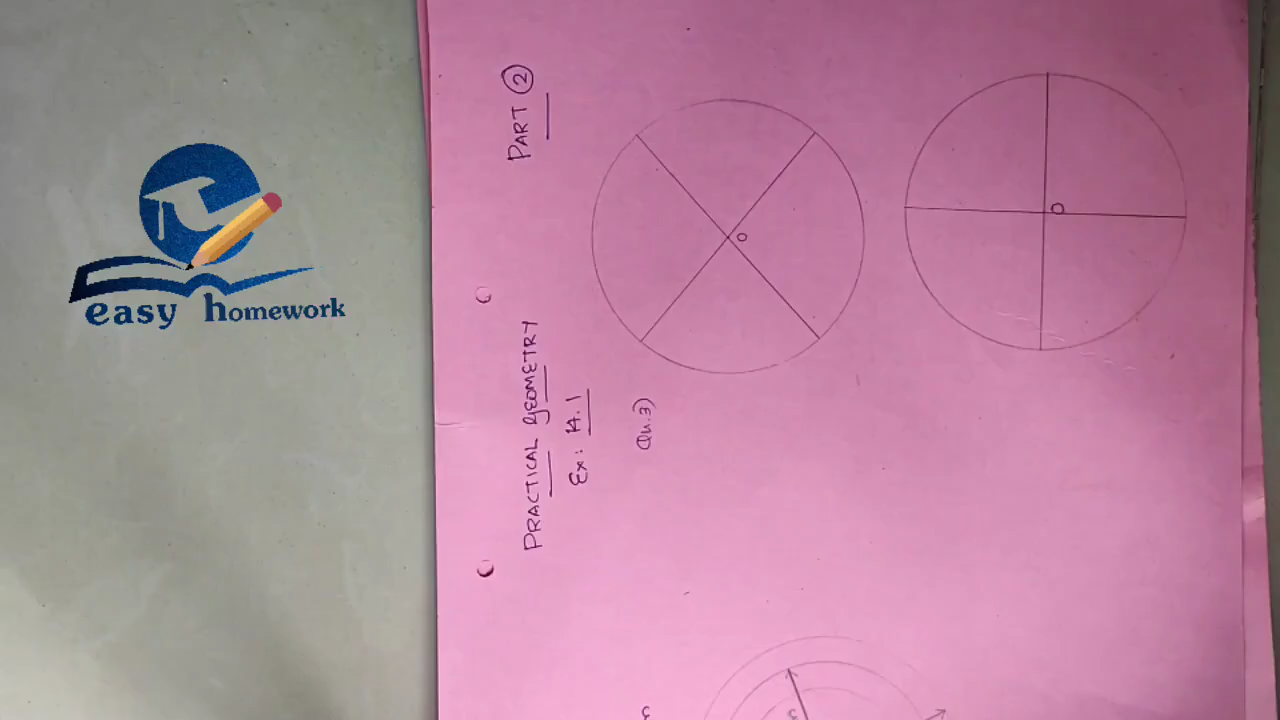 easy homework
PART 2
PRACTICAL GEOMETRY
Ex: 14.1
Qu.3)
O
O